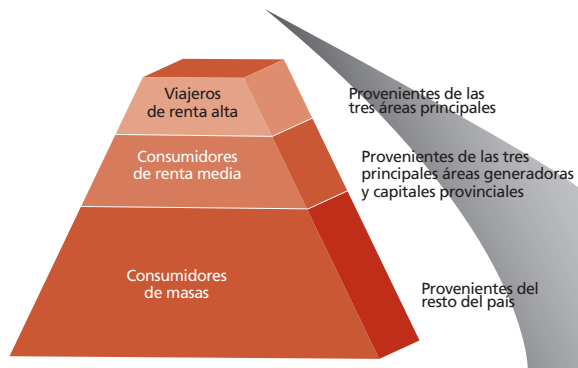 Viajeros
de renta alta
Provenientes de las
tres áreas principales
Consumidores
de renta media
Provenientes de las tres
principales áreas generadoras
y capitales provinciales
Consumidores
de masas
Provenientes del
resto del país